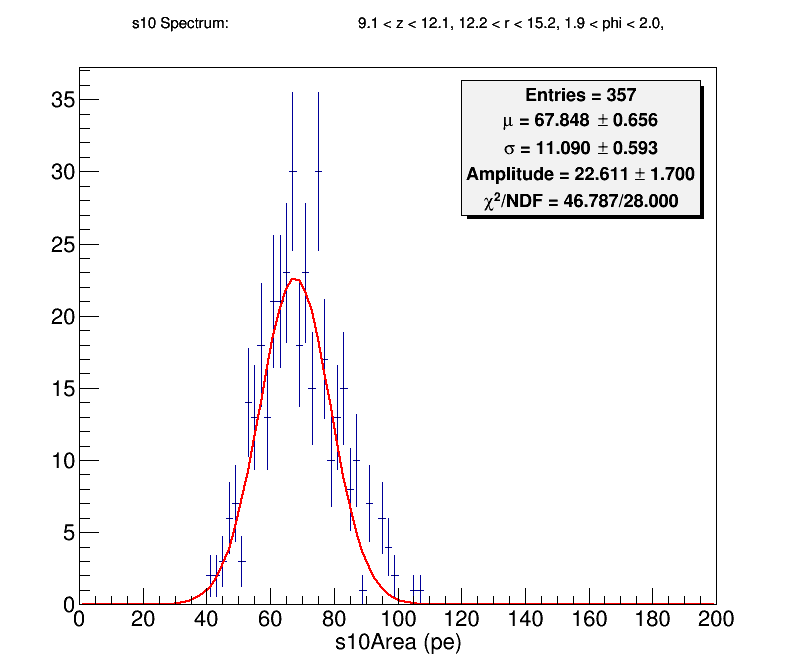 s10 Spectrum: 9.1 < z < 12.1, 12.2 < r < 15.2, 1.9 < phi < 2.0,
Entries = 357
μ = 67.848 ± 0.656
σ = 11.090 ± 0.593
Amplitude = 22.611 ± 1.700
χ²/NDF = 46.787/28.000
35
30
25
20
15
10
5
0
0 20 40 60 80 100 120 140 160 180 200
s10Area (pe)